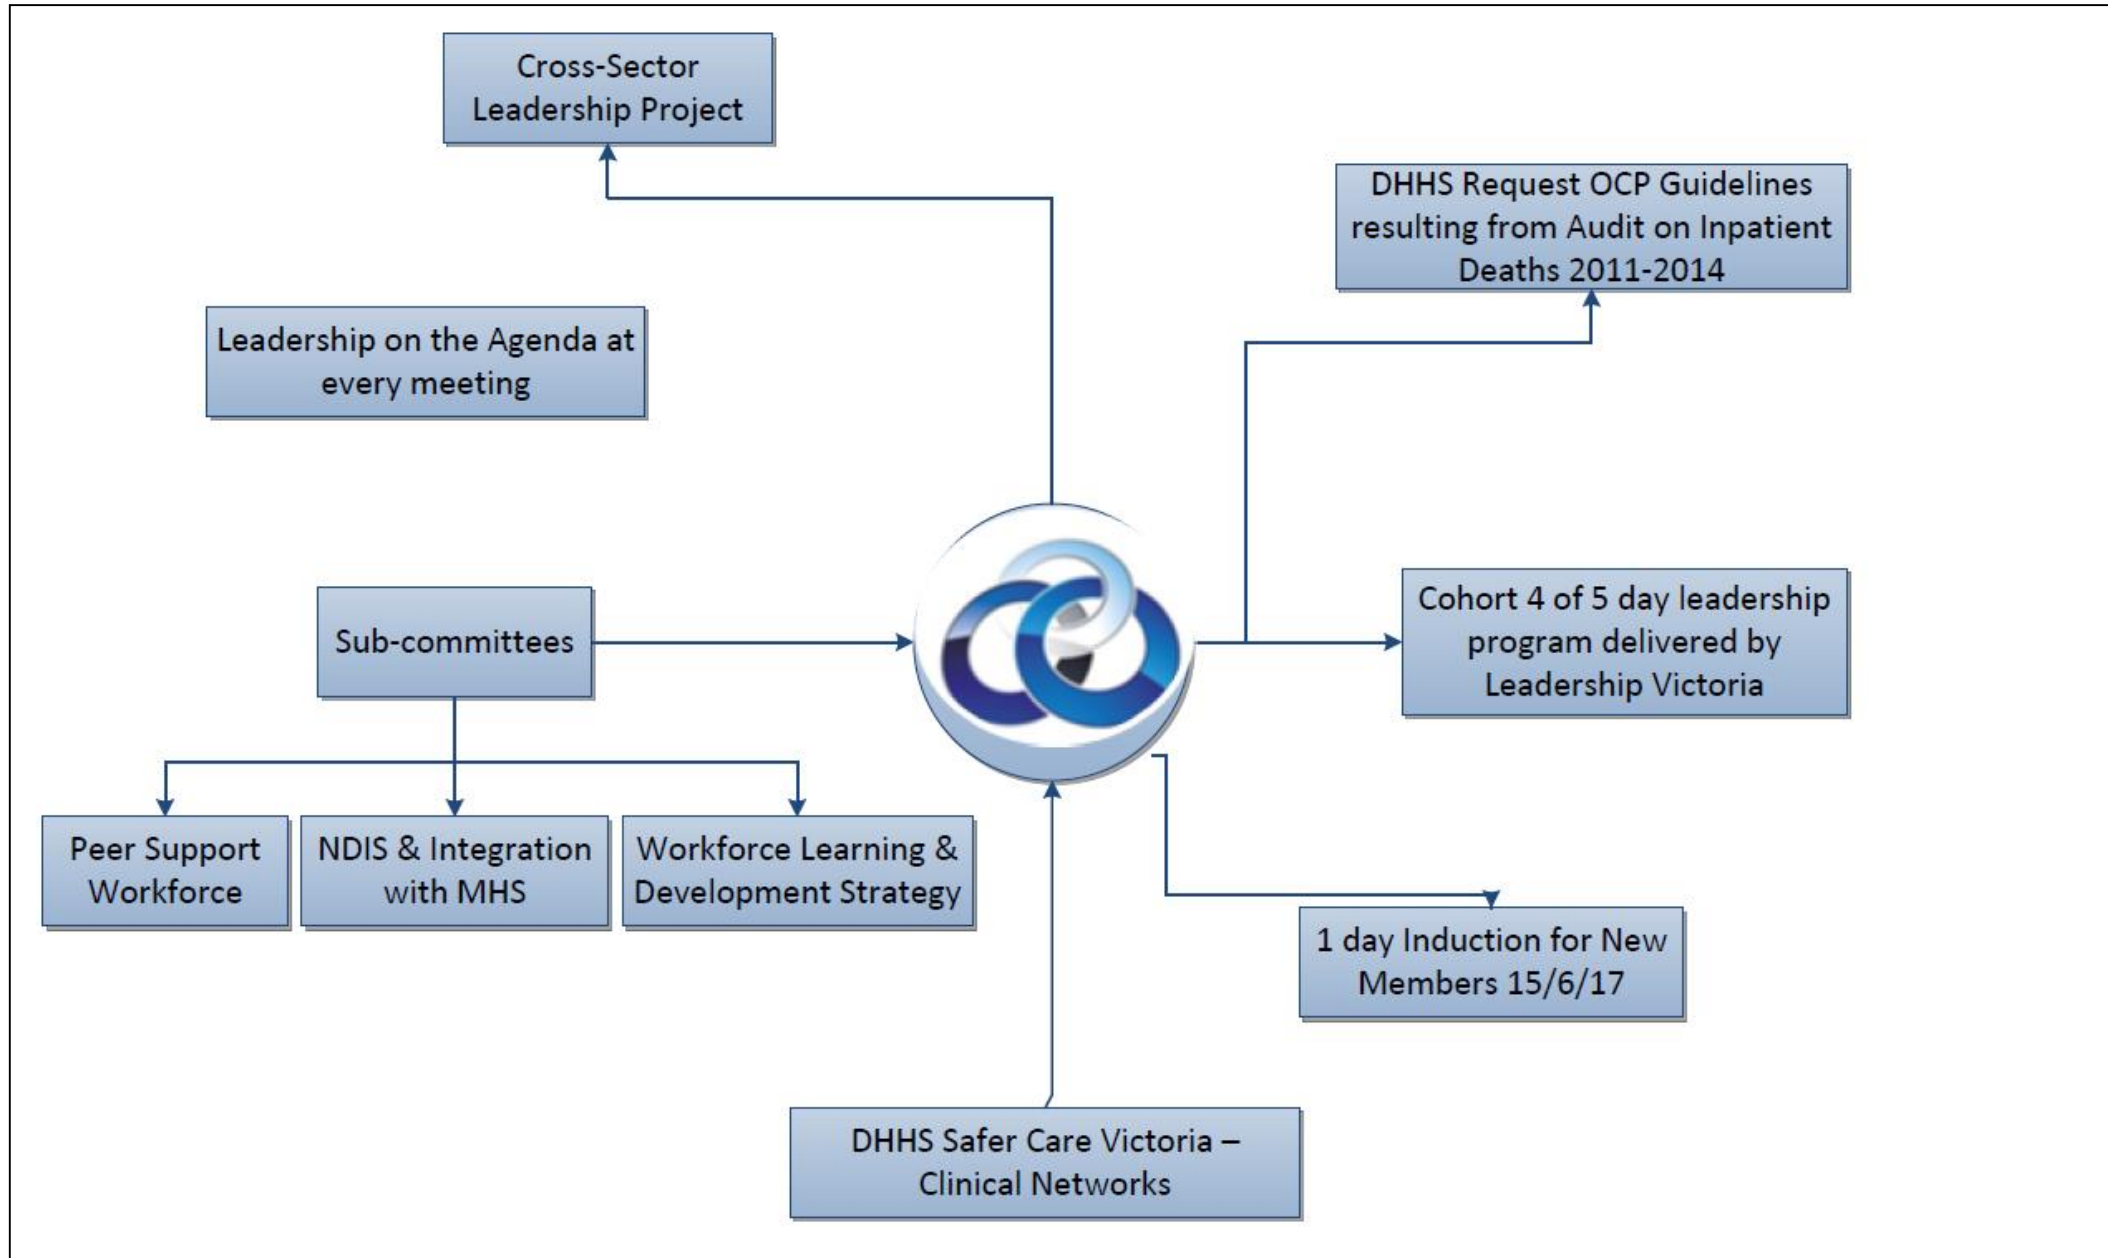 Cross-Sector
Leadership Project
DHHS Request OCP Guidelines
resulting from Audit on Inpatient
Deaths 2011-2014
Leadership on the Agenda at
every meeting
Sub-committees
Cohort 4 of 5 day leadership
program delivered by
Leadership Victoria
Peer Support
Workforce
NDIS & Integration
with MHS
Workforce Learning &
Development Strategy
1 day Induction for New
Members 15/6/17
DHHS Safer Care Victoria –
Clinical Networks